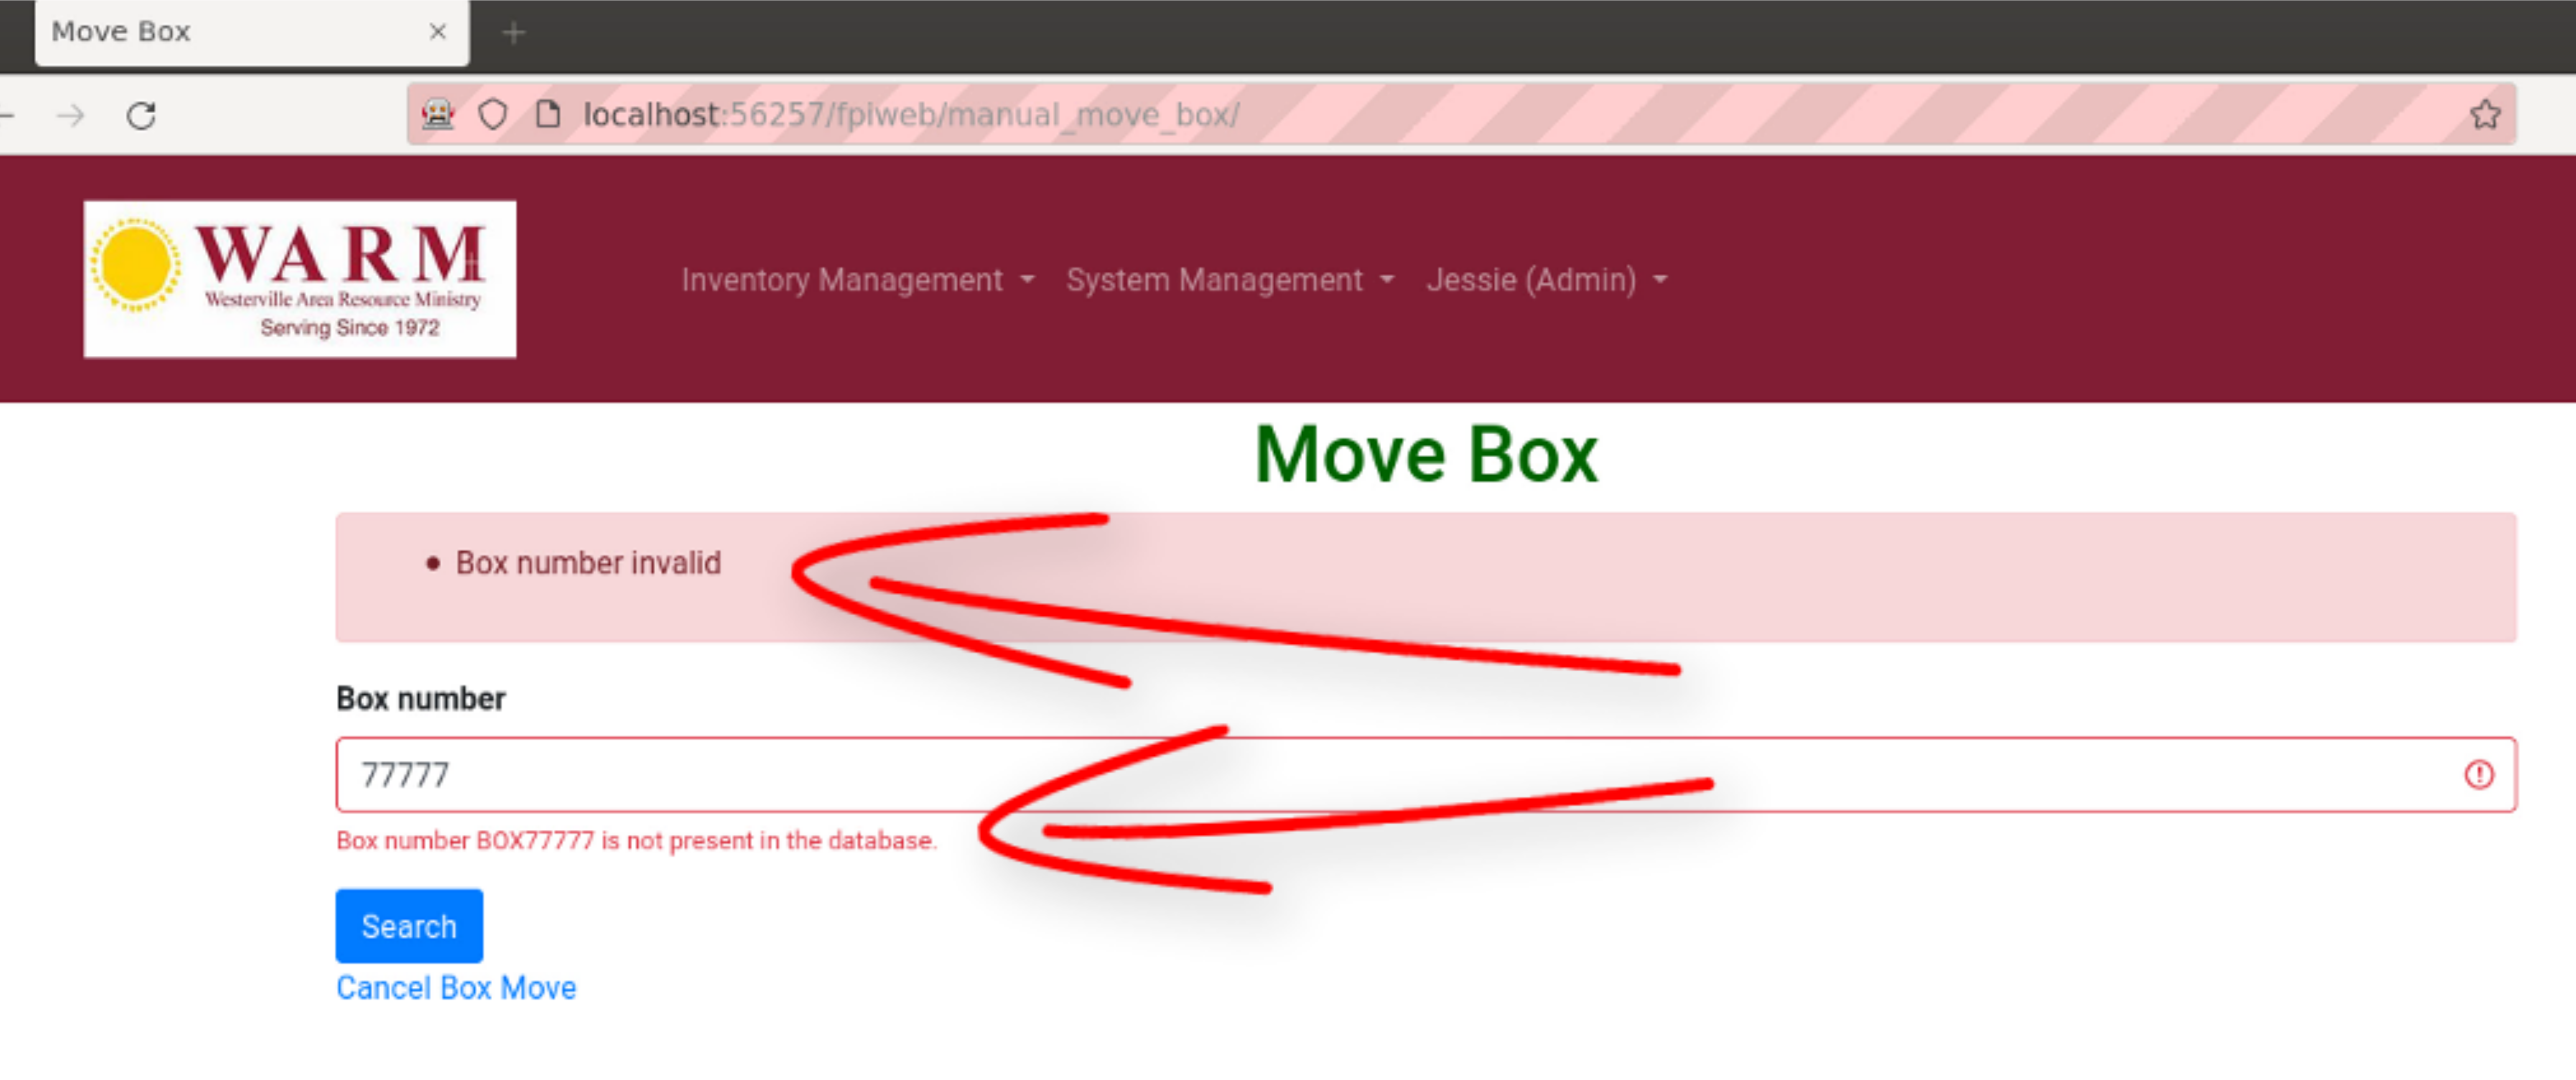 Move Box
localhost:56257/fpiweb/manual_move_box/
WARM
Westerville Area Resource Ministry
Serving Since 1972
Inventory Management System Management Jessie (Admin)
Move Box
• Box number invalid
Box number
77777
Box number BOX77777 is not present in the database.
Search
Cancel Box Move